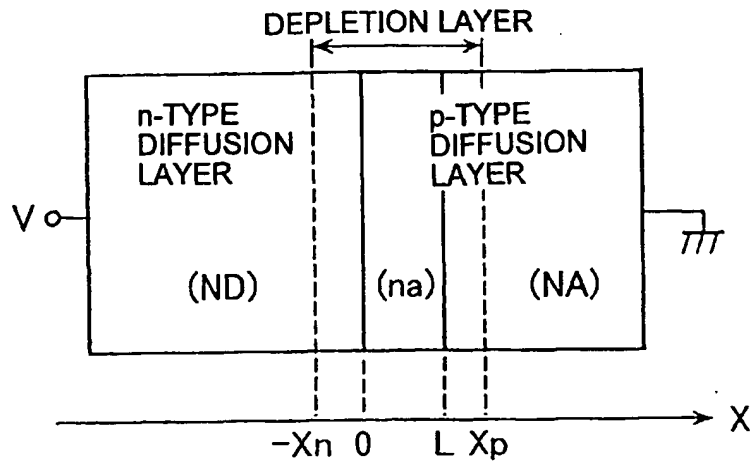 DEPLETION LAYER
n-TYPE
DIFFUSION
LAYER
p-TYPE
DIFFUSION
LAYER
V
(ND)
(na)
(NA)
X
-Xn 0 L Xp